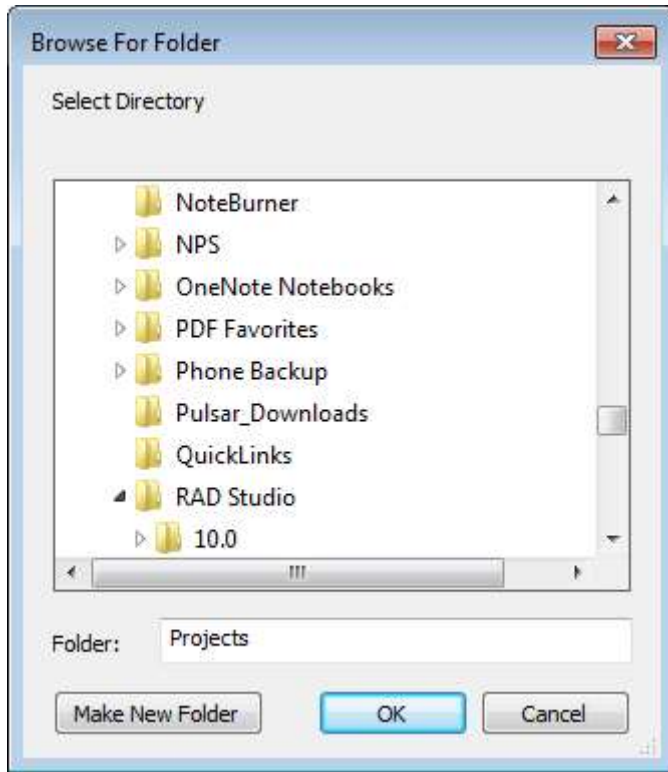 Browse For Folder
Select Directory
NoteBurner
NPS
OneNote Notebooks
PDF Favorites
Phone Backup
Pulsar_Downloads
QuickLinks
RAD Studio
10.0
Folder: Projects
Make New Folder OK Cancel